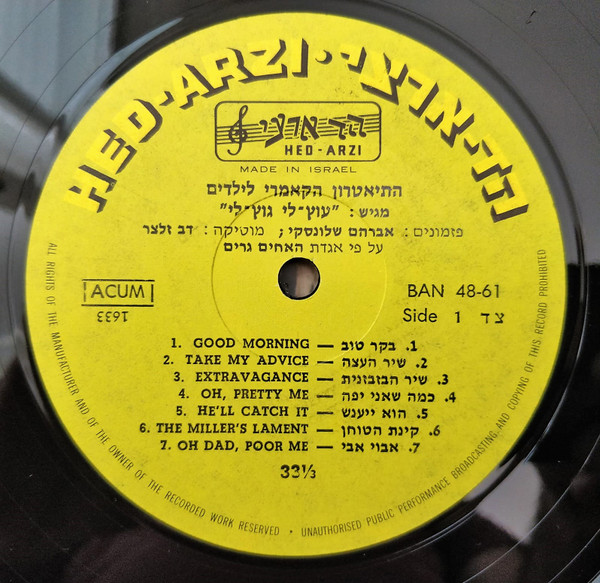 HED-ARZI • הד-ארצי
הד ארצי
HED-ARZI
MADE IN ISRAEL
התיאטרון הקאמרי לילדים
מגיש: "עוץ-לי גוץ-לי"
פזמונים: אברהם שלונסקי; מוסיקה: דב זלצר
על פי אגדת האחים גרים
ACUM
1633
BAN 48-61
Side 1 צד
1. GOOD MORNING — בקר טוב .1
2. TAKE MY ADVICE — שיר העצה .2
3. EXTRAVAGANCE — שיר הבזבזנית .3
4. OH, PRETTY ME — כמה שאני יפה .4
5. HE'LL CATCH IT — הוא ייענש .5
6. THE MILLER'S LAMENT — קינת הטוחן .6
7. OH DAD, POOR ME — אבוי אבי .7
33⅓
ALL RIGHTS OF THE MANUFACTURER AND OF THE OWNER OF THE RECORDED WORK RESERVED • UNAUTHORISED PUBLIC PERFORMANCE BROADCASTING AND COPYING OF THIS RECORD PROHIBITED